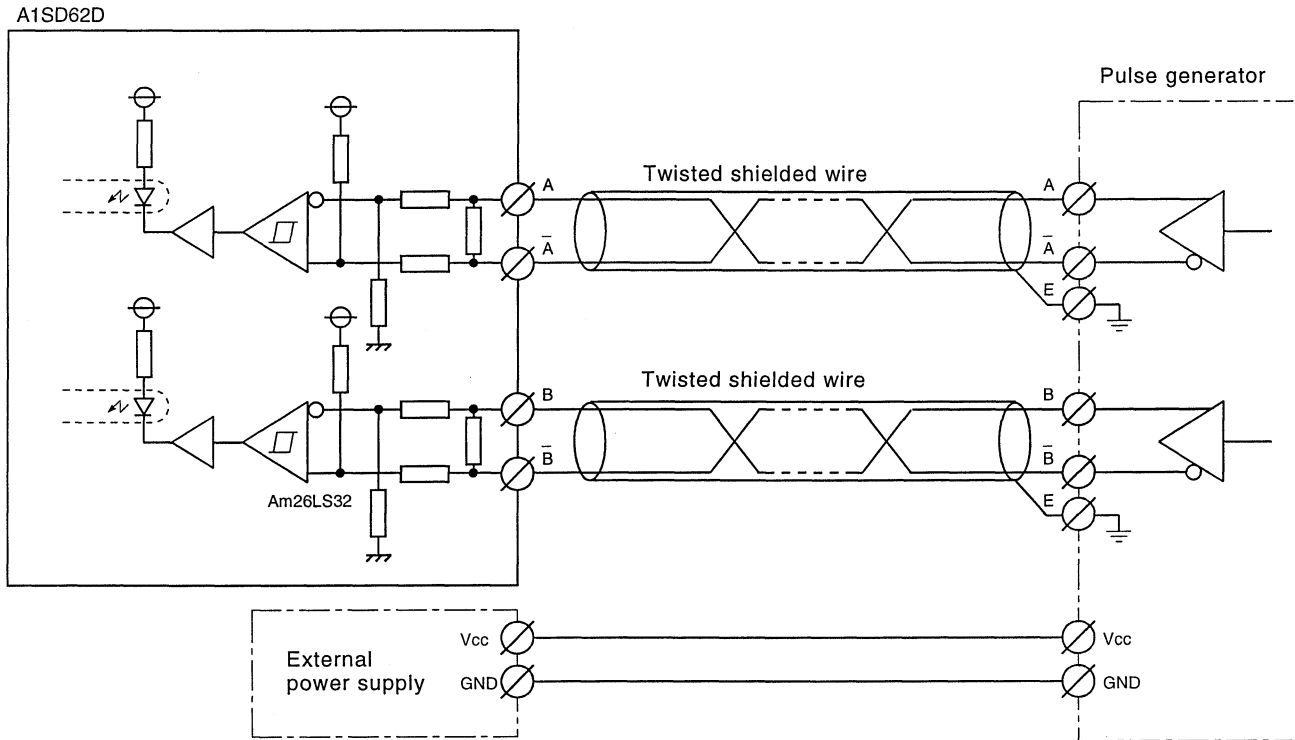 A1SD62D
Pulse generator
Twisted shielded wire
A
A
A̅
A̅
E
Twisted shielded wire
B
B
B̅
B̅
E
Am26LS32
External
power supply
Vcc
Vcc
GND
GND